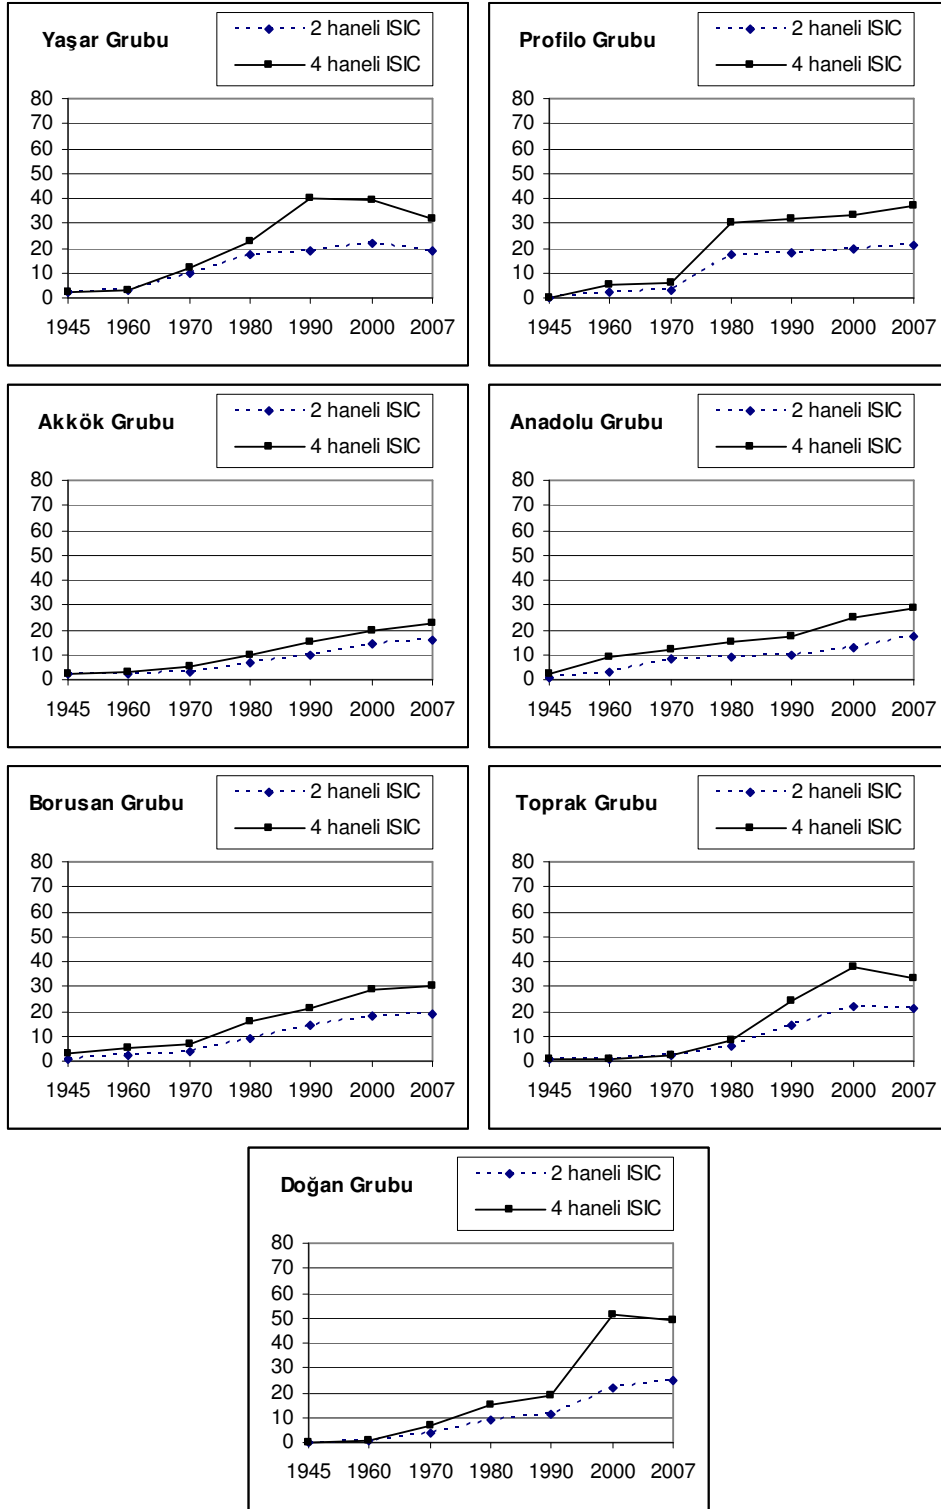 Yaşar Grubu
2 haneli ISIC
4 haneli ISIC
80
70
60
50
40
30
20
10
0
1945 1960 1970 1980 1990 2000 2007
Profilo Grubu
2 haneli ISIC
4 haneli ISIC
80
70
60
50
40
30
20
10
0
1945 1960 1970 1980 1990 2000 2007
Akkök Grubu
2 haneli ISIC
4 haneli ISIC
80
70
60
50
40
30
20
10
0
1945 1960 1970 1980 1990 2000 2007
Anadolu Grubu
2 haneli ISIC
4 haneli ISIC
80
70
60
50
40
30
20
10
0
1945 1960 1970 1980 1990 2000 2007
Borusan Grubu
2 haneli ISIC
4 haneli ISIC
80
70
60
50
40
30
20
10
0
1945 1960 1970 1980 1990 2000 2007
Toprak Grubu
2 haneli ISIC
4 haneli ISIC
80
70
60
50
40
30
20
10
0
1945 1960 1970 1980 1990 2000 2007
Doğan Grubu
2 haneli ISIC
4 haneli ISIC
80
70
60
50
40
30
20
10
0
1945 1960 1970 1980 1990 2000 2007